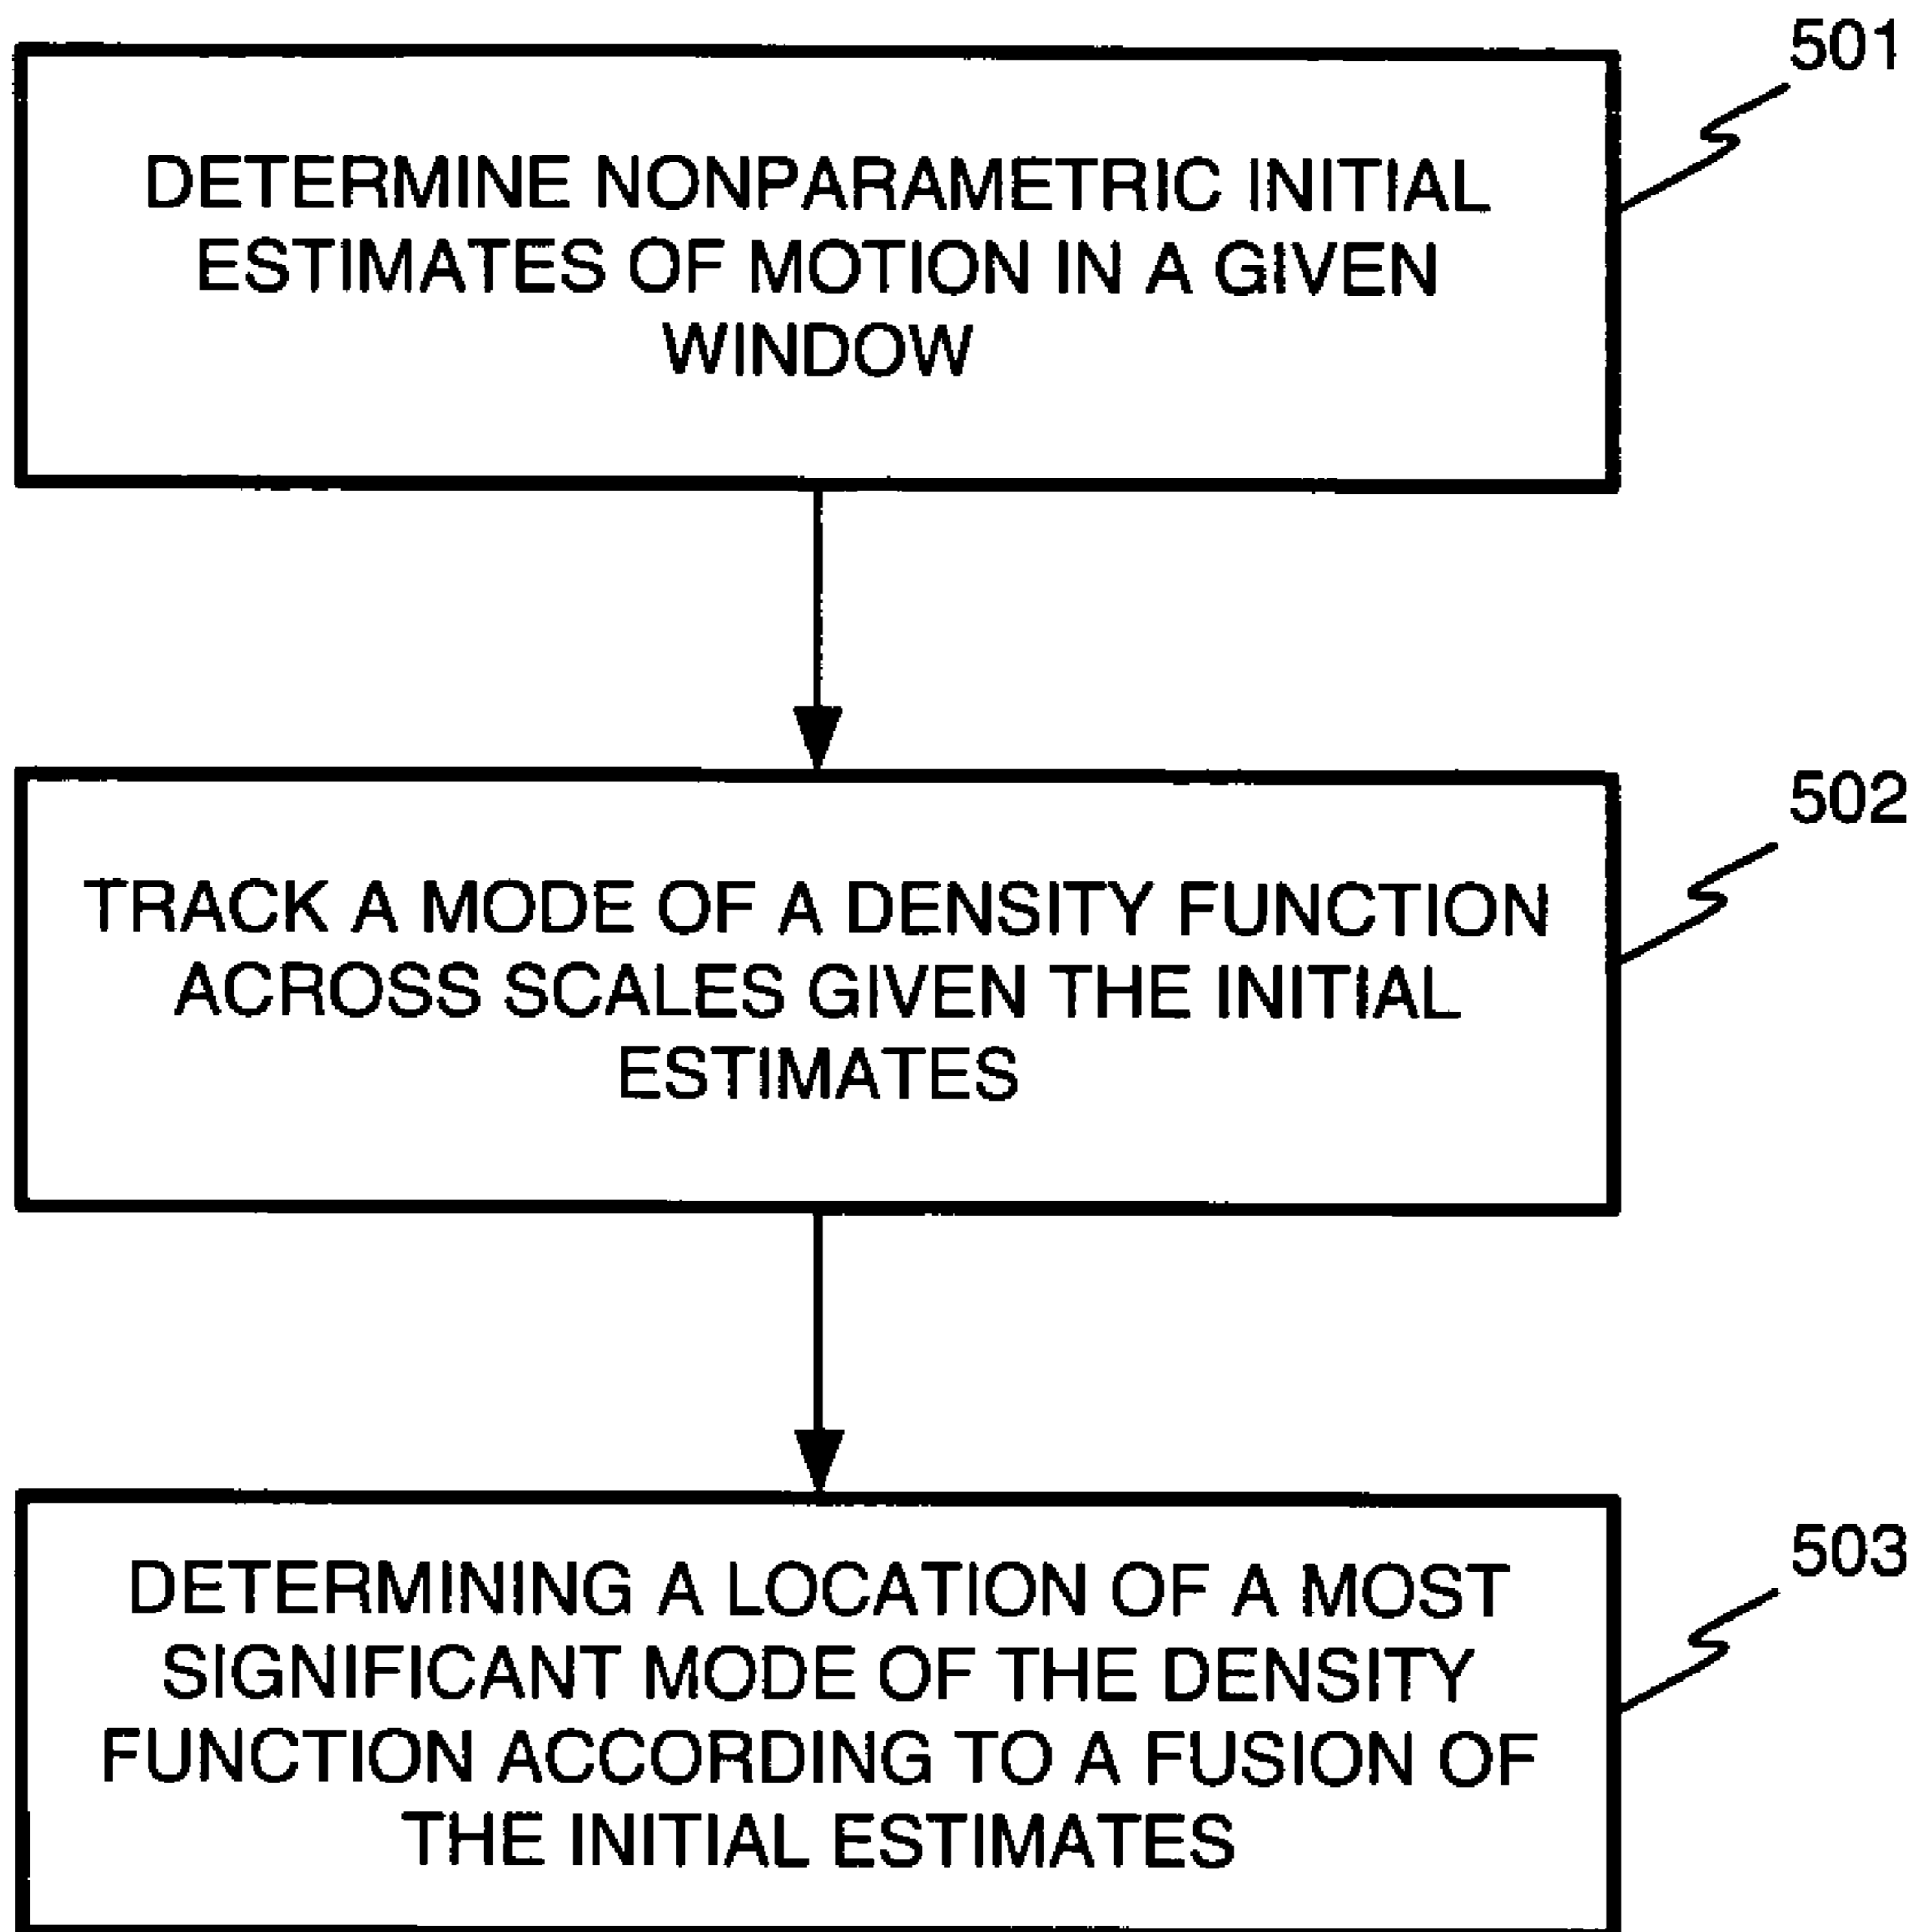 501
DETERMINE NONPARAMETRIC INITIAL
ESTIMATES OF MOTION IN A GIVEN
WINDOW
502
TRACK A MODE OF A DENSITY FUNCTION
ACROSS SCALES GIVEN THE INITIAL
ESTIMATES
503
DETERMINING A LOCATION OF A MOST
SIGNIFICANT MODE OF THE DENSITY
FUNCTION ACCORDING TO A FUSION OF
THE INITIAL ESTIMATES